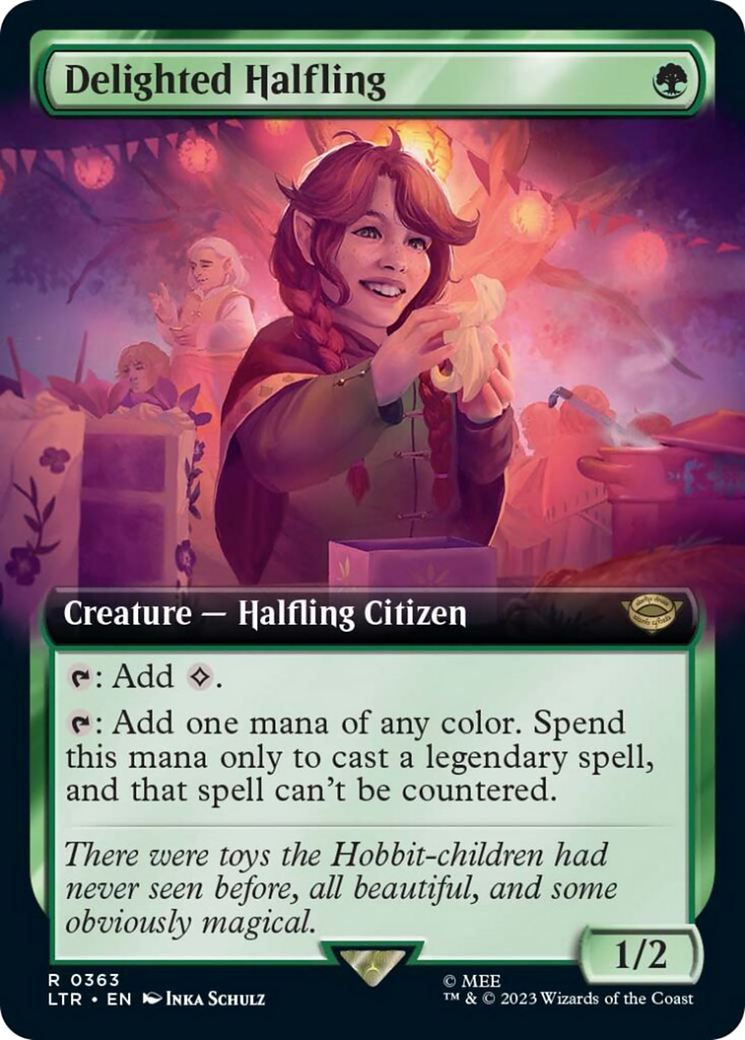 Delighted Halfling
Creature — Halfling Citizen
: Add .
: Add one mana of any color. Spend
this mana only to cast a legendary spell,
and that spell can't be countered.
There were toys the Hobbit-children had
never seen before, all beautiful, and some
obviously magical.
1/2
R 0363
LTR • EN Inka Schulz
© MEE
™ & © 2023 Wizards of the Coast